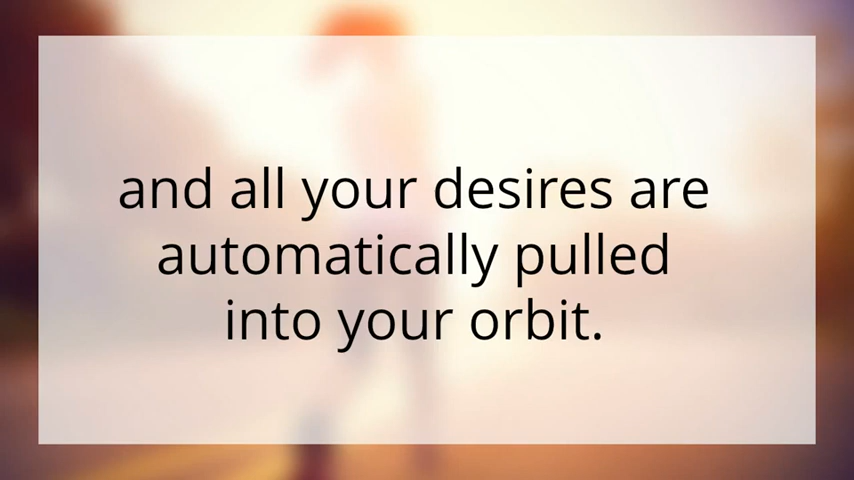 and all your desires are
automatically pulled
into your orbit.